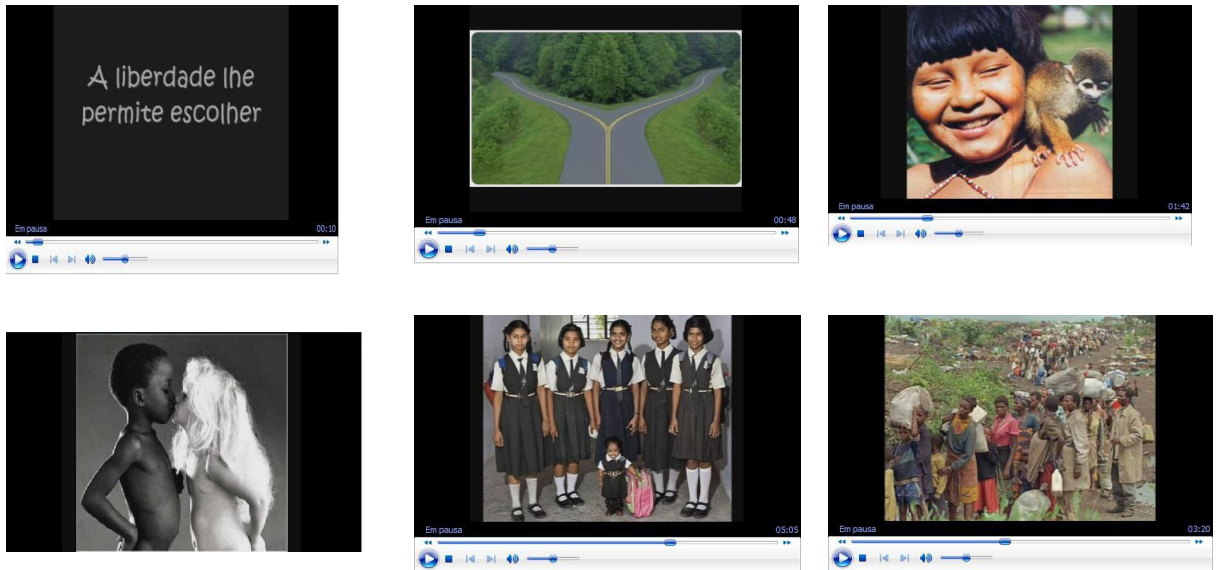 A liberdade lhe
permite escolher
Em pausa
00:10
Em pausa
00:48
Em pausa
01:42
Em pausa
05:05
Em pausa
03:20